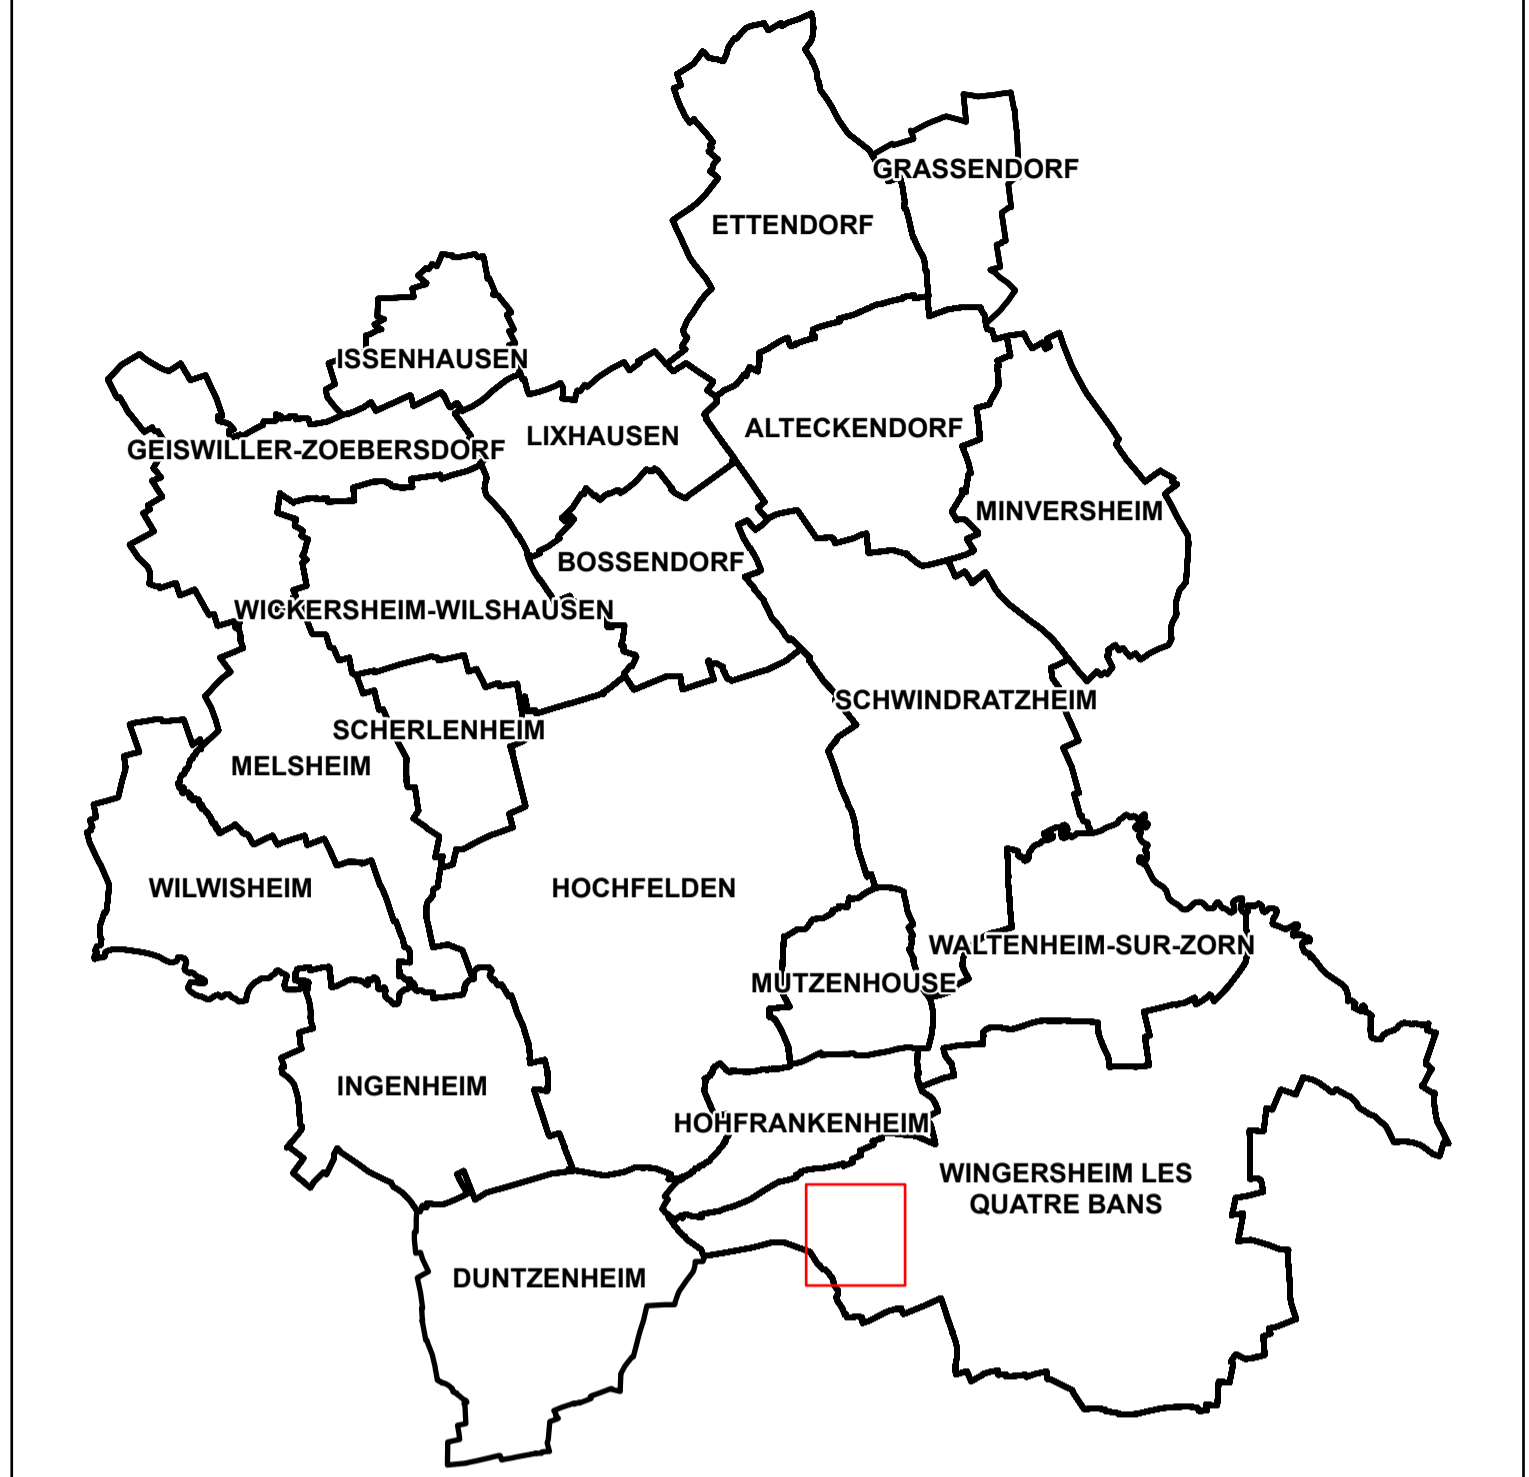 GRASSENDORF
ETTENDORF
ISSENHAUSEN
GEISWILLER-ZOEBERSDORF
LIXHAUSEN
ALTECKENDORF
MINVERSHEIM
BOSSENDORF
WICKERSHEIM-WILSHAUSEN
SCHWINDRATZHEIM
SCHERLENHEIM
MELSHEIM
WILWISHEIM
HOCHFELDEN
WALTENHEIM-SUR-ZORN
MUTZENHOUSE
INGENHEIM
HOHFRANKENHEIM
WINGERSHEIM LES
QUATRE BANS
DUNTZENHEIM